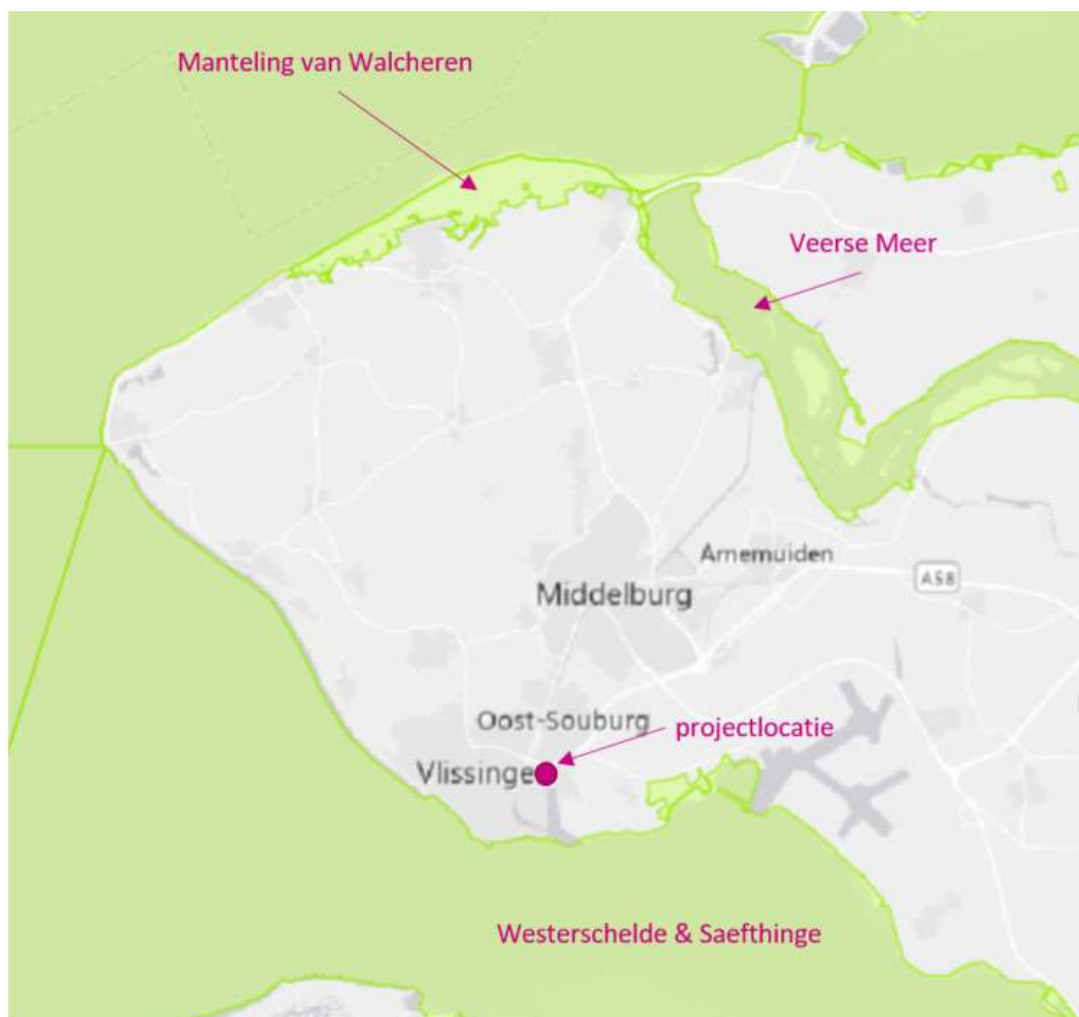 Manteling van Walcheren
Veerse Meer
Arnemuiden
A58
Middelburg
Oost-Souburg
projectlocatie
Vlissinge
Westerschelde & Saefthinge